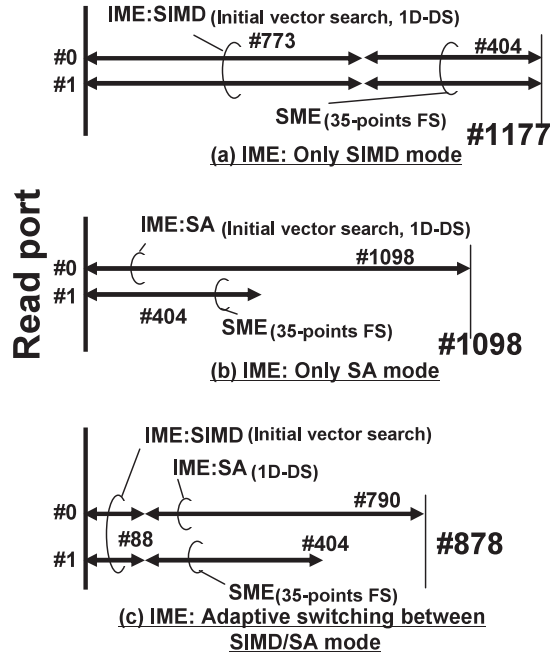 IME:SIMD (Initial vector search, 1D-DS)
#773
#404
#0
#1
SME (35-points FS)
#1177
(a) IME: Only SIMD mode
Read port
IME:SA (Initial vector search, 1D-DS)
#0
#1098
#1
#404
SME (35-points FS)
#1098
(b) IME: Only SA mode
IME:SIMD (Initial vector search)
IME:SA (1D-DS)
#790
#0
#88
#404
#878
#1
SME (35-points FS)
(c) IME: Adaptive switching between
SIMD/SA mode